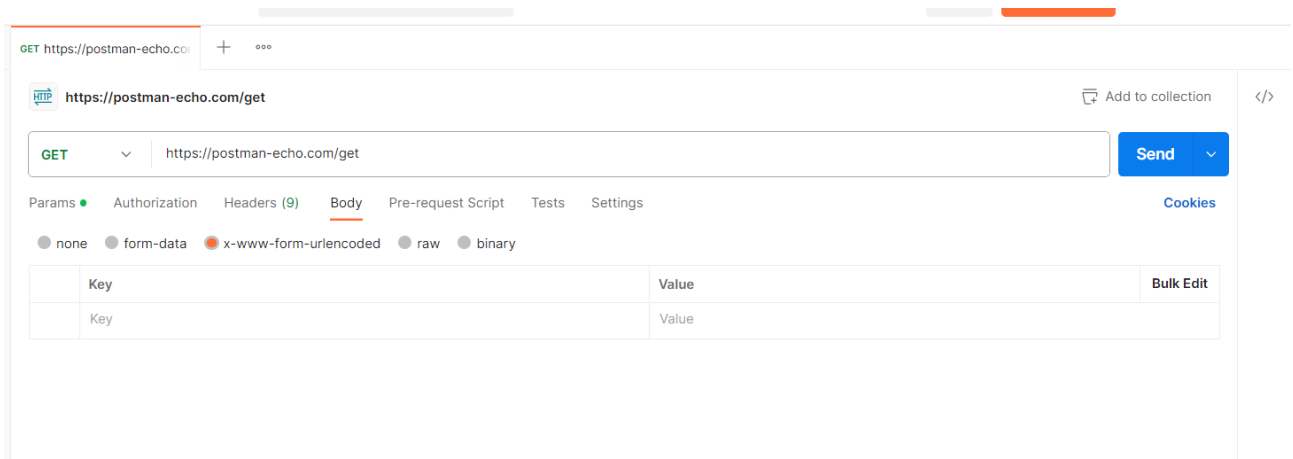 GET https://postman-echo.co
HTTP https://postman-echo.com/get Add to collection </>
GET https://postman-echo.com/get Send
Params Authorization Headers (9) Body Pre-request Script Tests Settings Cookies
none form-data x-www-form-urlencoded raw binary
Key Value Bulk Edit
Key Value